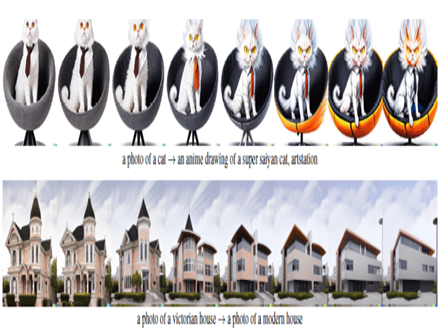 a photo of a cat → an anime drawing of a super saiyan cat, artstation
a photo of a victorian house → a photo of a modern house